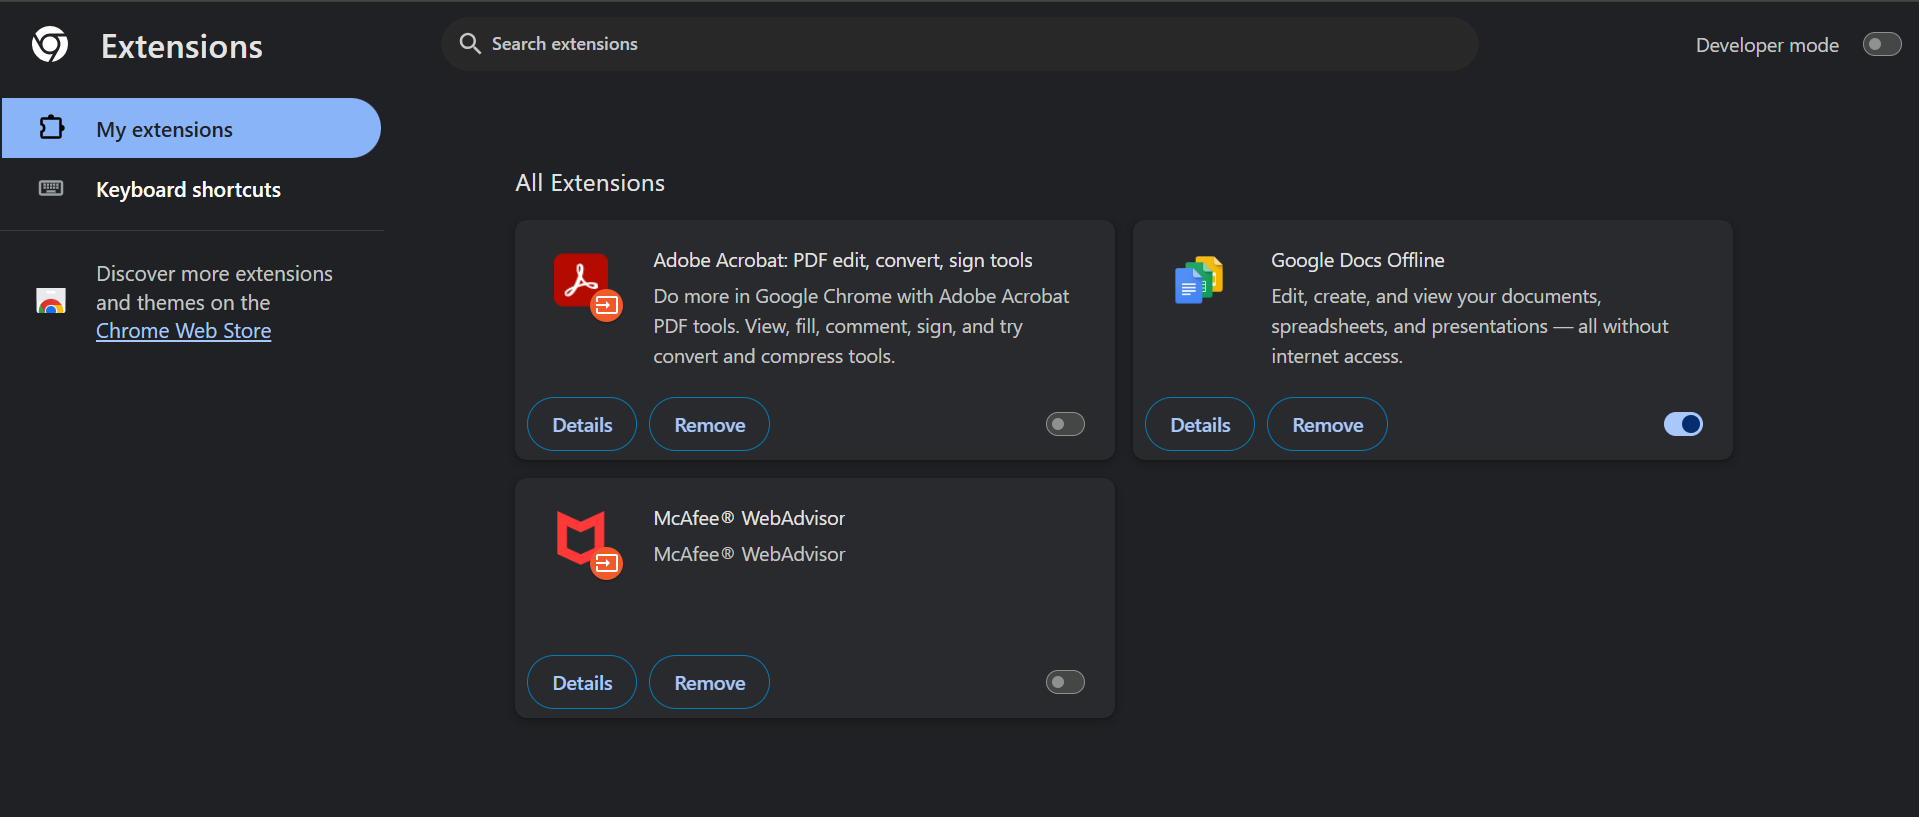 Extensions
Search extensions
Developer mode
My extensions
Keyboard shortcuts
Discover more extensions
and themes on the
Chrome Web Store
All Extensions
Adobe Acrobat: PDF edit, convert, sign tools
Do more in Google Chrome with Adobe Acrobat
PDF tools. View, fill, comment, sign, and try
convert and compress tools.
Details
Remove
Google Docs Offline
Edit, create, and view your documents,
spreadsheets, and presentations — all without
internet access.
Details
Remove
McAfee® WebAdvisor
McAfee® WebAdvisor
Details
Remove